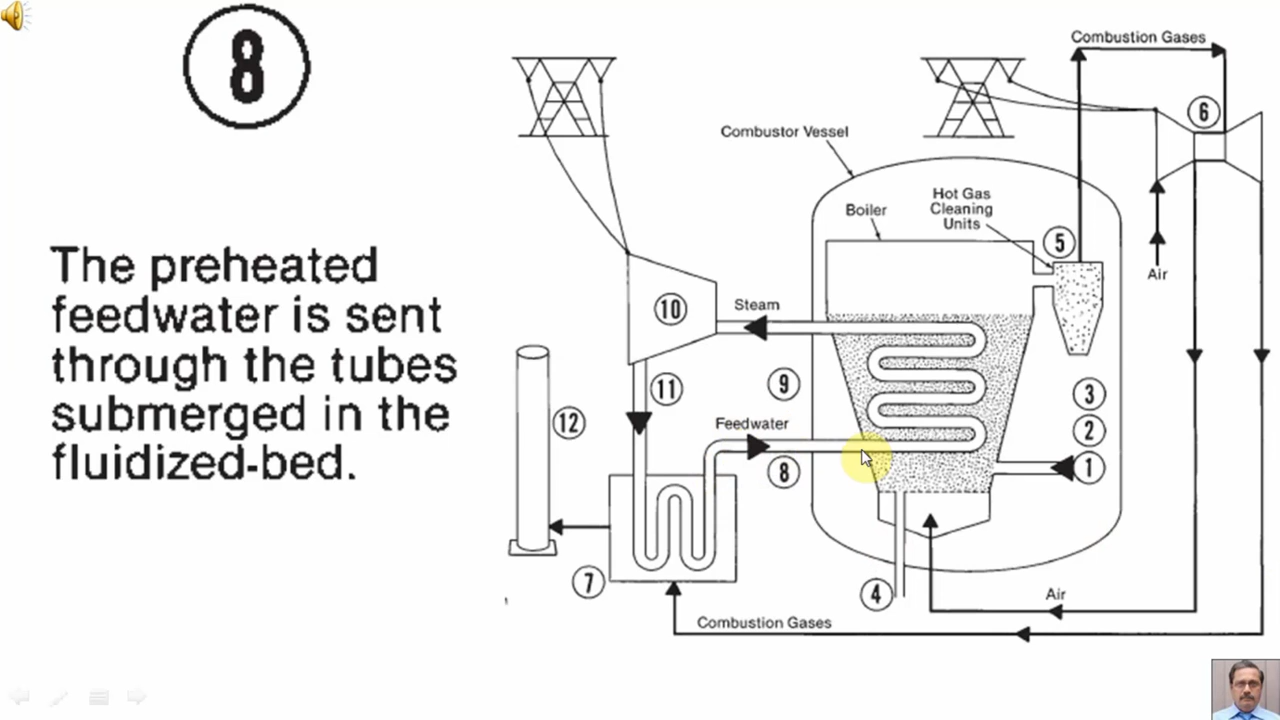 8
The preheated
feedwater is sent
through the tubes
submerged in the
fluidized-bed.
Combustion Gases
6
Combustor Vessel
Hot Gas
Cleaning
Units
Boiler
5
Air
10
Steam
11
9
3
12
Feedwater
2
8
1
7
4
Air
Combustion Gases